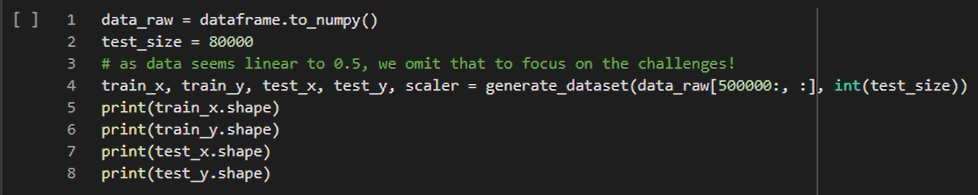 [ ] 1 data_raw = dataframe.to_numpy()
2 test_size = 80000
3 # as data seems linear to 0.5, we omit that to focus on the challenges!
4 train_x, train_y, test_x, test_y, scaler = generate_dataset(data_raw[500000:, :], int(test_size))
5 print(train_x.shape)
6 print(train_y.shape)
7 print(test_x.shape)
8 print(test_y.shape)